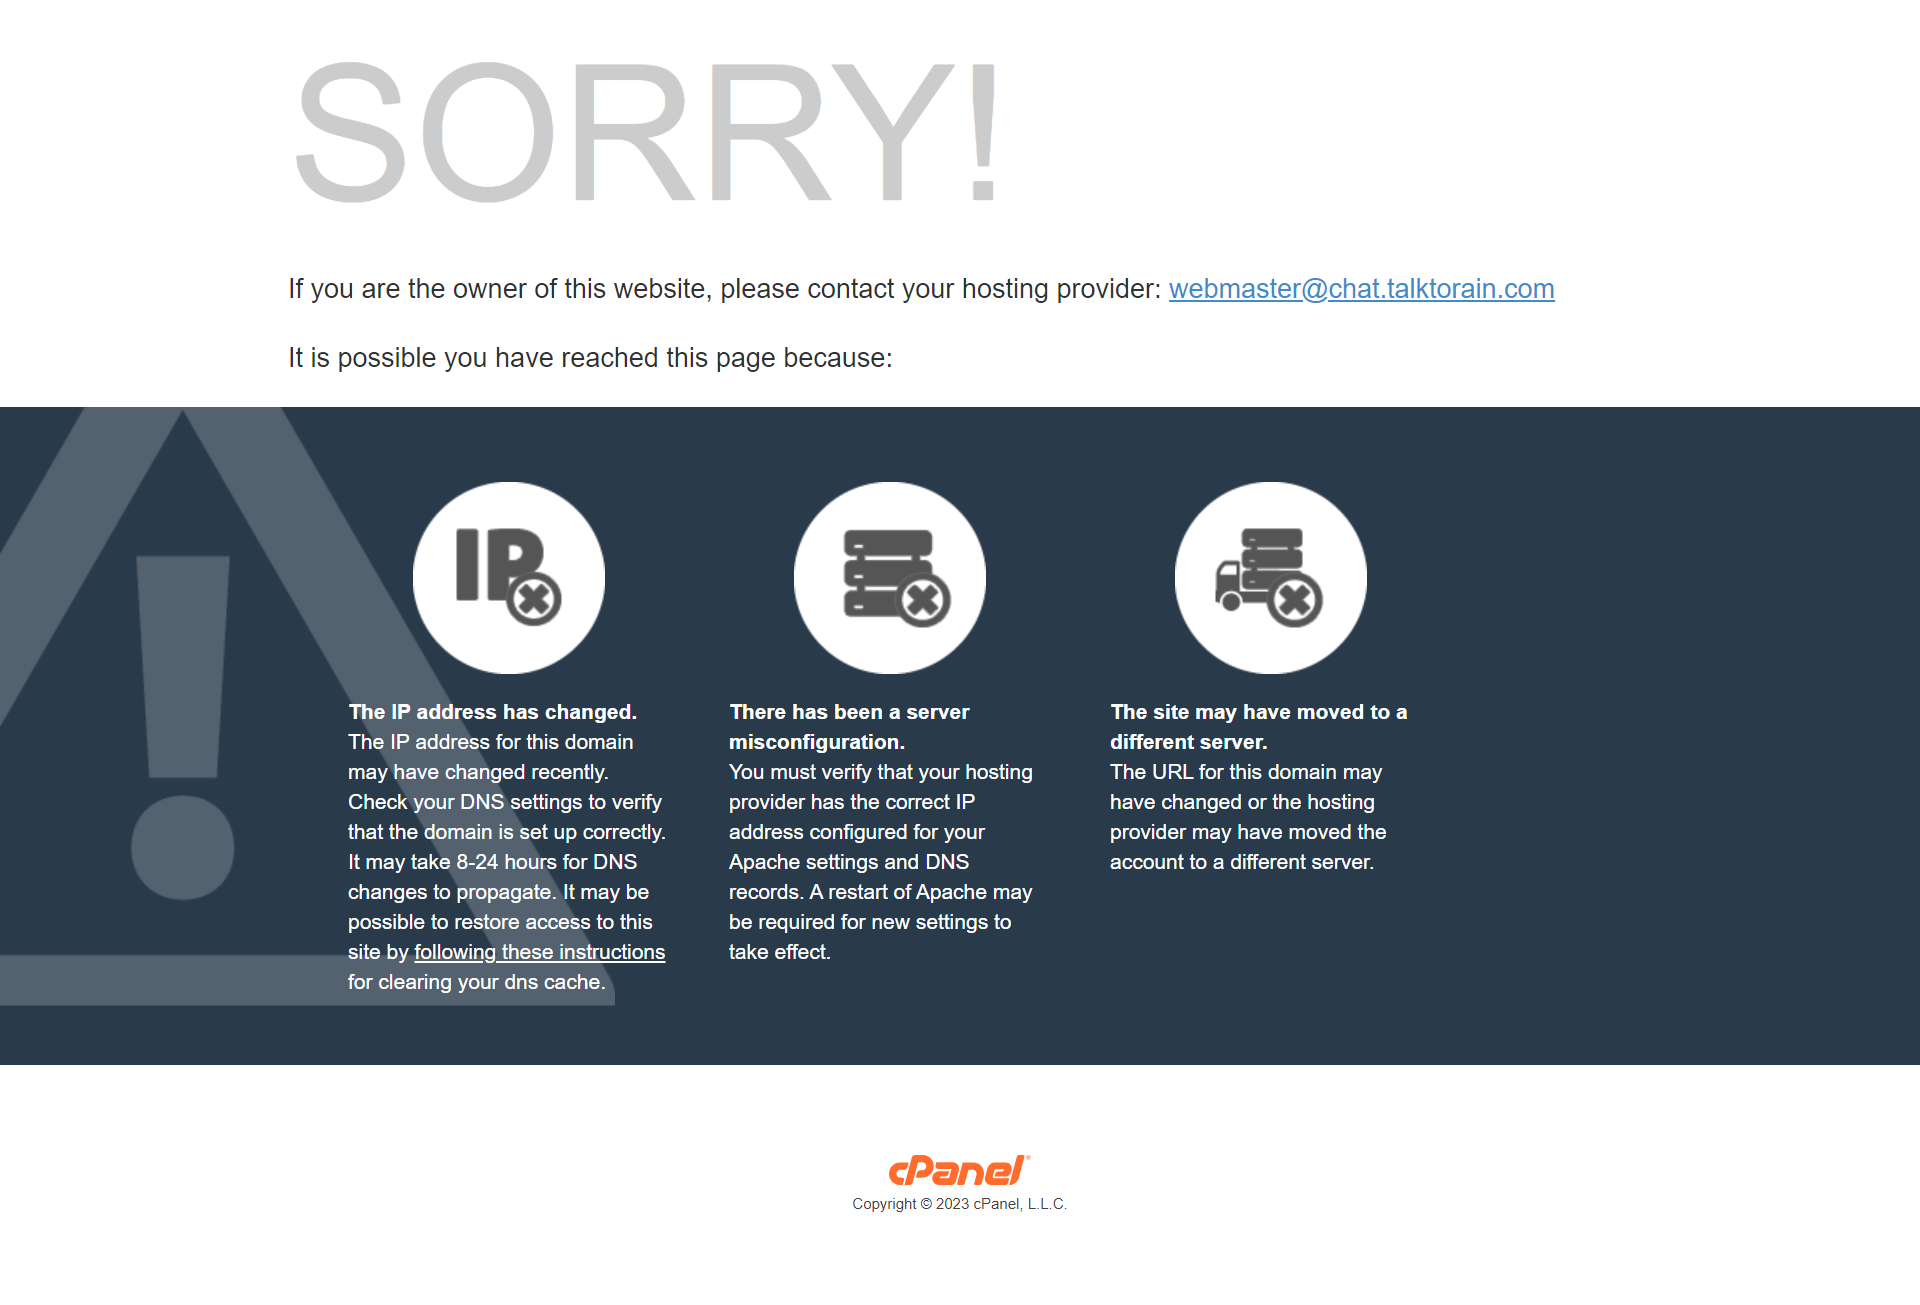 SORRY!
If you are the owner of this website, please contact your hosting provider: webmaster@chat.talktorain.com
It is possible you have reached this page because:
IP
The IP address has changed.
The IP address for this domain
may have changed recently.
Check your DNS settings to verify
that the domain is set up correctly.
It may take 8-24 hours for DNS
changes to propagate. It may be
possible to restore access to this
site by following these instructions
for clearing your dns cache.
There has been a server
misconfiguration.
You must verify that your hosting
provider has the correct IP
address configured for your
Apache settings and DNS
records. A restart of Apache may
be required for new settings to
take effect.
The site may have moved to a
different server.
The URL for this domain may
have changed or the hosting
provider may have moved the
account to a different server.
cPanel®
Copyright © 2023 cPanel, L.L.C.